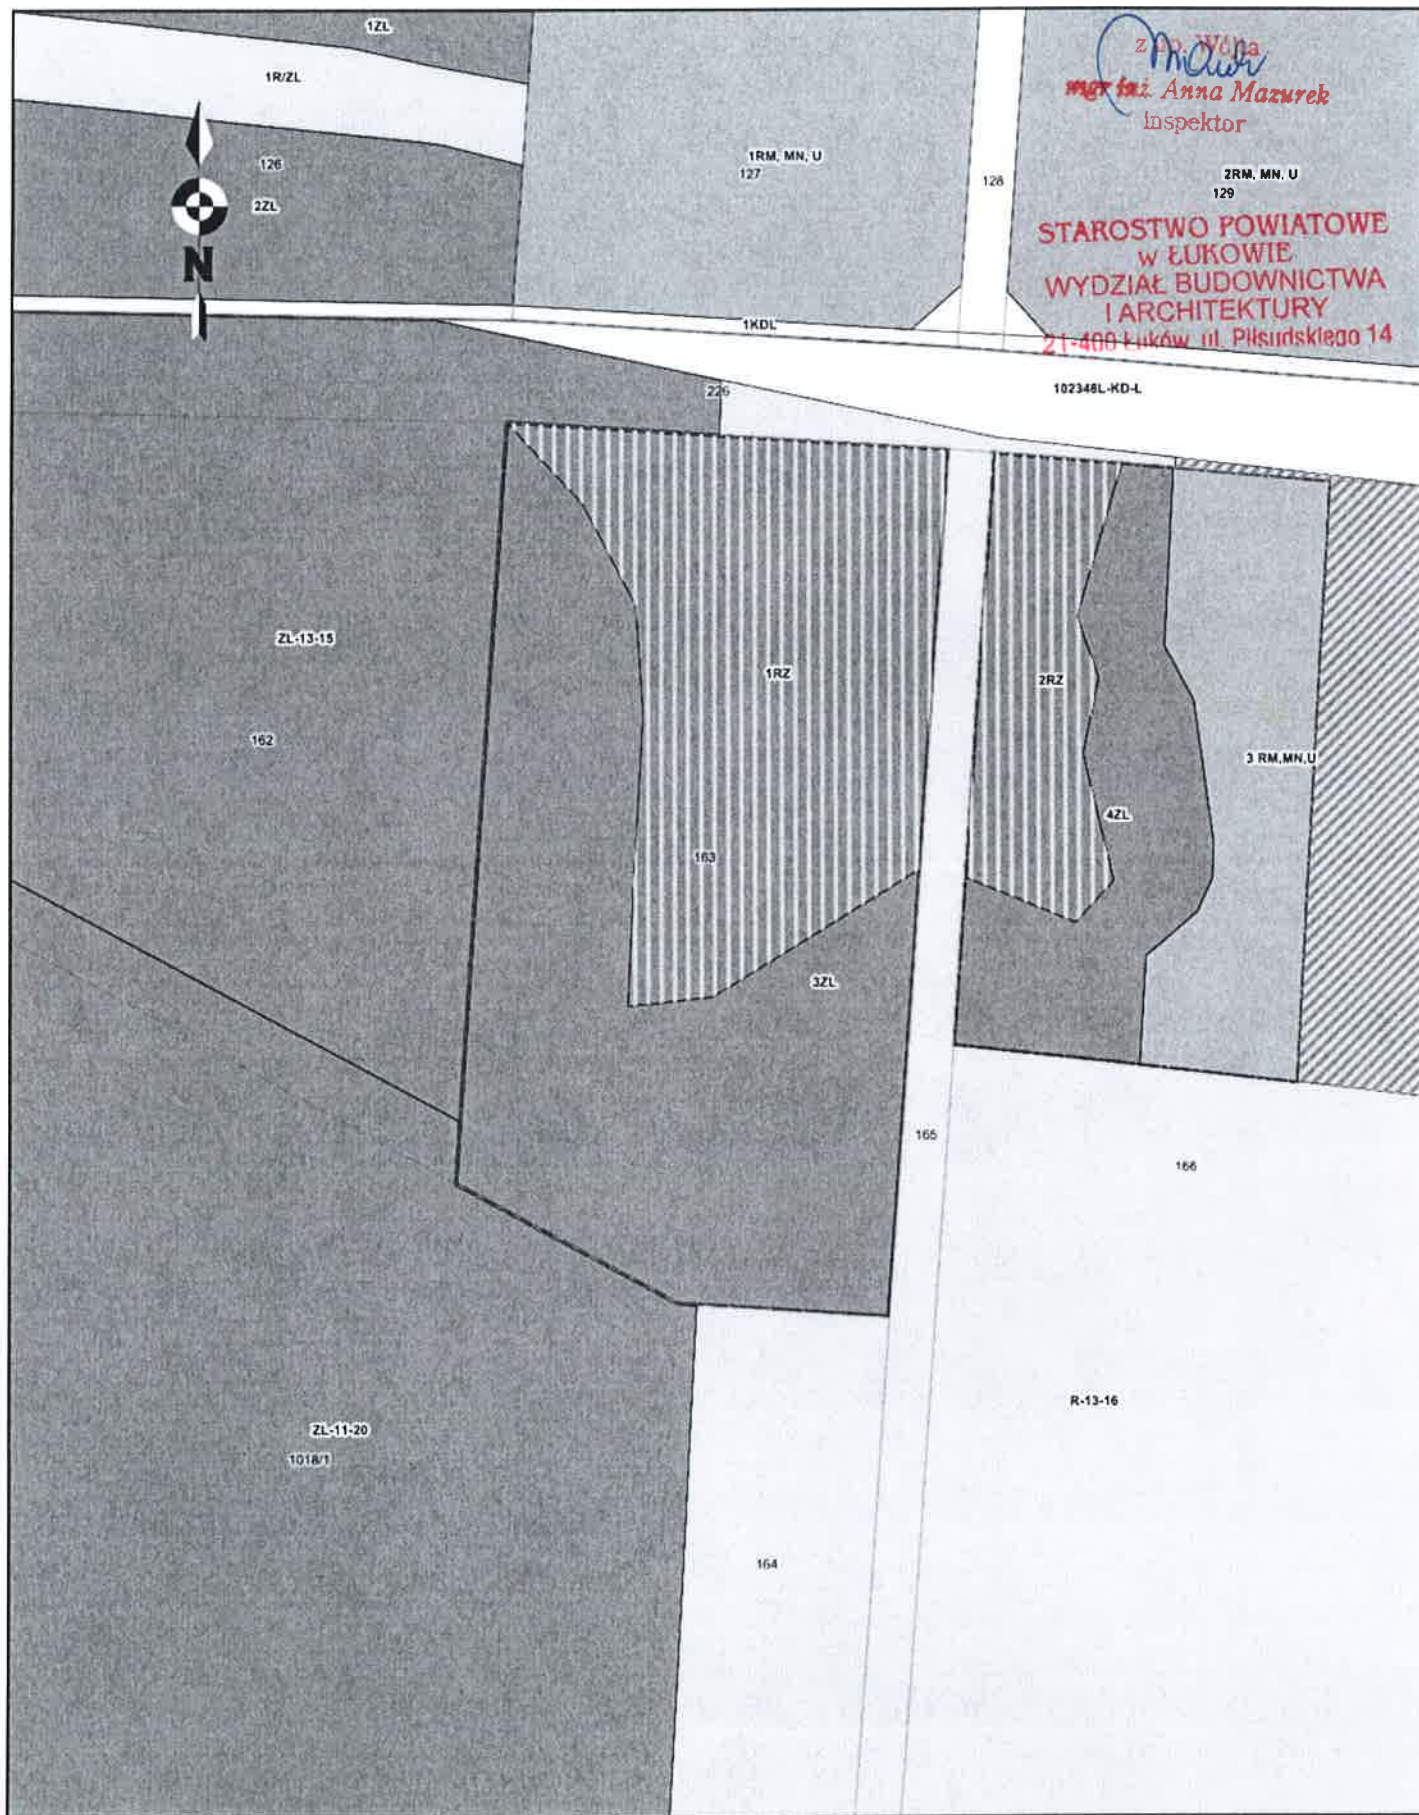 1ZL
1R/ZL
z up. Wójta
mgr inż. Anna Mazurek
inspektor
1RM, MN, U
127
128
2RM, MN, U
129
126
2ZL
N
STAROSTWO POWIATOWE
w ŁUKOWIE
WYDZIAŁ BUDOWNICTWA
I ARCHITEKTURY
21-400 Łuków, ul. Piłsudskiego 14
1KDL
226
102346L-KD-L
ZL-13-15
162
1RZ
2RZ
3 RM,MN,U
4ZL
163
3ZL
165
166
R-13-16
ZL-11-20
1018/1
164